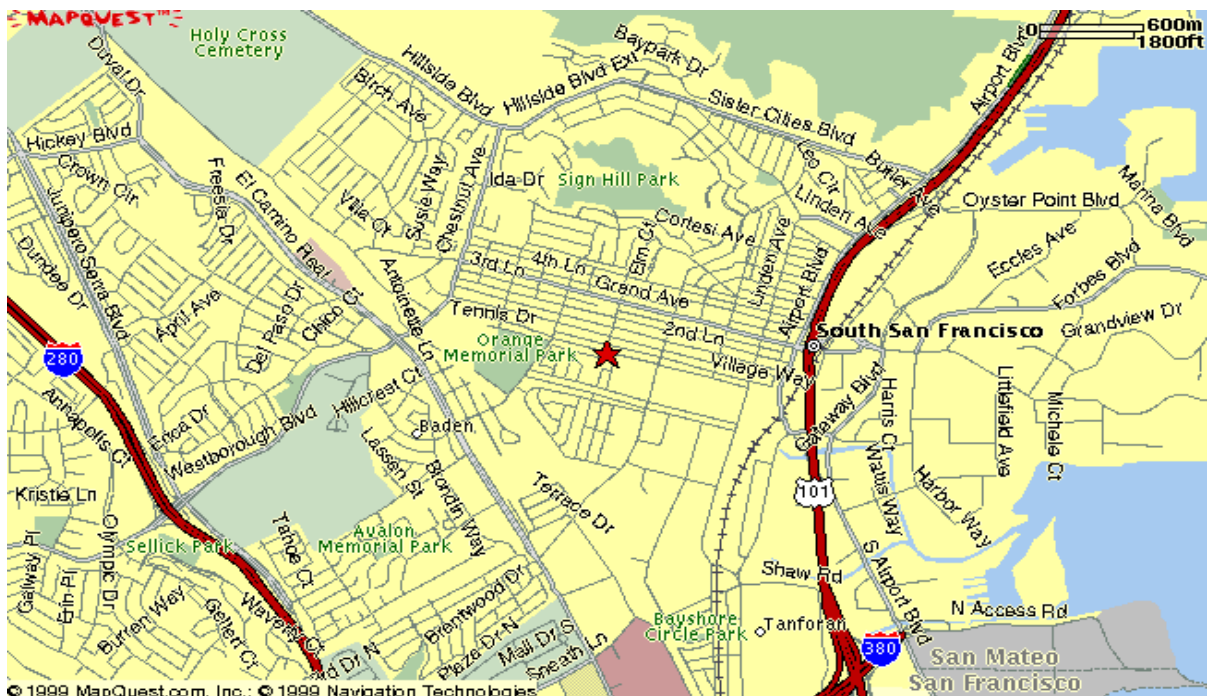 MAPQUEST™
Holy Cross
Cemetery
Duval Dr
Hillside Blvd
Hillside Blvd Ext
Baypark Dr
Airport Blvd
0
600m
1800ft
Birch Ave
Sister Cities Blvd
Hickey Blvd
Crown Cir
Freesia Dr
El Camino Real
Susie Way
Chestnut Ave
Ida Dr
Sign Hill Park
Leo Cir
Butler Ave
Linden Ave
Oyster Point Blvd
Marina Blvd
Villa Ct
Cortesi Ave
Elm Ct
Linden Ave
Airport Blvd
Eccles Ave
Forbes Blvd
Junipero Serra Blvd
Dundee Dr
April Ave
Del Paso Dr
Chico Ct
Antoinette Ln
3rd Ln
4th Ln
Grand Ave
2nd Ln
Tennis Dr
Orange
Memorial Park
Village Way
South San Francisco
Grandview Dr
280
Annapolis Ct
Erica Dr
Westborough Blvd
Hillcrest Ct
Baden
Lassen St
Blondin Way
Gateway Blvd
Harris Ct
Littlefield Ave
Michele Ct
Wattis Way
Harbor Way
101
Kristie Ln
Olympic Dr
Galway Pl
Erin Pl
Sellick Park
Tahoe Ct
Avalon
Memorial Park
Terrace Dr
Shaw Rd
S Airport Blvd
N Access Rd
Burren Way
Gellert Ct
Waverly Ct
Brentwood Dr
Plaza Dr N
Mall Dr S
Sneath Ln
Bayshore
Circle Park
Tanforan
380
San Mateo
San Francisco
© 1999 MapQuest.com, Inc.; © 1999 Navigation Technologies